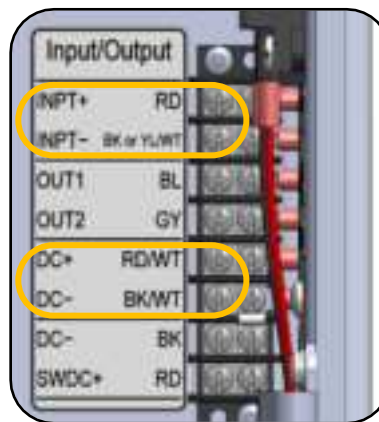 Input/Output
INPT+ RD
INPT- BK or YL/WT
OUT1 BL
OUT2 GY
DC+ RD/WT
DC- BK/WT
DC- BK
SWDC+ RD